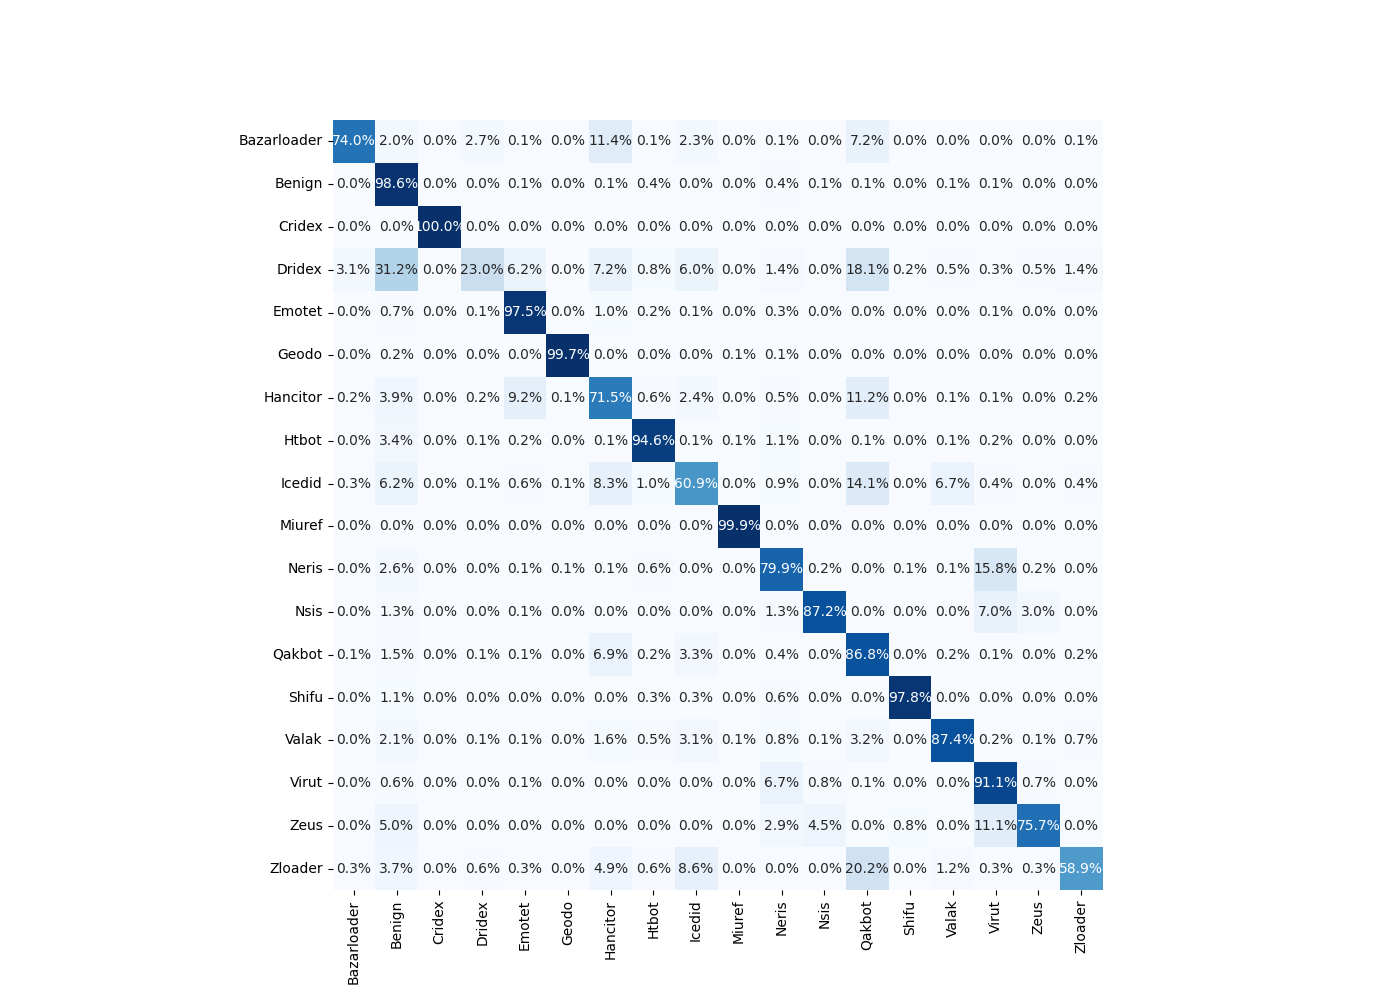 Bazarloader 74.0% 2.0% 0.0% 2.7% 0.1% 0.0% 11.4% 0.1% 2.3% 0.0% 0.1% 0.0% 7.2% 0.0% 0.0% 0.0% 0.0% 0.1%
Benign 0.0% 98.6% 0.0% 0.0% 0.1% 0.0% 0.1% 0.4% 0.0% 0.0% 0.4% 0.1% 0.1% 0.0% 0.1% 0.1% 0.0% 0.0%
Cridex 0.0% 0.0% 100.0% 0.0% 0.0% 0.0% 0.0% 0.0% 0.0% 0.0% 0.0% 0.0% 0.0% 0.0% 0.0% 0.0% 0.0% 0.0%
Dridex 3.1% 31.2% 0.0% 23.0% 6.2% 0.0% 7.2% 0.8% 6.0% 0.0% 1.4% 0.0% 18.1% 0.2% 0.5% 0.3% 0.5% 1.4%
Emotet 0.0% 0.7% 0.0% 0.1% 97.5% 0.0% 1.0% 0.2% 0.1% 0.0% 0.3% 0.0% 0.0% 0.0% 0.0% 0.1% 0.0% 0.0%
Geodo 0.0% 0.2% 0.0% 0.0% 0.0% 99.7% 0.0% 0.0% 0.0% 0.1% 0.1% 0.0% 0.0% 0.0% 0.0% 0.0% 0.0% 0.0%
Hancitor 0.2% 3.9% 0.0% 0.2% 9.2% 0.1% 71.5% 0.6% 2.4% 0.0% 0.5% 0.0% 11.2% 0.0% 0.1% 0.1% 0.0% 0.2%
Htbot 0.0% 3.4% 0.0% 0.1% 0.2% 0.0% 0.1% 94.6% 0.1% 0.1% 1.1% 0.0% 0.1% 0.0% 0.1% 0.2% 0.0% 0.0%
Icedid 0.3% 6.2% 0.0% 0.1% 0.6% 0.1% 8.3% 1.0% 60.9% 0.0% 0.9% 0.0% 14.1% 0.0% 6.7% 0.4% 0.0% 0.4%
Miuref 0.0% 0.0% 0.0% 0.0% 0.0% 0.0% 0.0% 0.0% 0.0% 99.9% 0.0% 0.0% 0.0% 0.0% 0.0% 0.0% 0.0% 0.0%
Neris 0.0% 2.6% 0.0% 0.0% 0.1% 0.1% 0.1% 0.6% 0.0% 0.0% 79.9% 0.2% 0.0% 0.1% 0.1% 15.8% 0.2% 0.0%
Nsis 0.0% 1.3% 0.0% 0.0% 0.1% 0.0% 0.0% 0.0% 0.0% 0.0% 1.3% 87.2% 0.0% 0.0% 0.0% 7.0% 3.0% 0.0%
Qakbot 0.1% 1.5% 0.0% 0.1% 0.1% 0.0% 6.9% 0.2% 3.3% 0.0% 0.4% 0.0% 86.8% 0.0% 0.2% 0.1% 0.0% 0.2%
Shifu 0.0% 1.1% 0.0% 0.0% 0.0% 0.0% 0.0% 0.3% 0.3% 0.0% 0.6% 0.0% 0.0% 97.8% 0.0% 0.0% 0.0% 0.0%
Valak 0.0% 2.1% 0.0% 0.1% 0.1% 0.0% 1.6% 0.5% 3.1% 0.1% 0.8% 0.1% 3.2% 0.0% 87.4% 0.2% 0.1% 0.7%
Virut 0.0% 0.6% 0.0% 0.0% 0.1% 0.0% 0.0% 0.0% 0.0% 0.0% 6.7% 0.8% 0.1% 0.0% 0.0% 91.1% 0.7% 0.0%
Zeus 0.0% 5.0% 0.0% 0.0% 0.0% 0.0% 0.0% 0.0% 0.0% 0.0% 2.9% 4.5% 0.0% 0.8% 0.0% 11.1% 75.7% 0.0%
Zloader 0.3% 3.7% 0.0% 0.6% 0.3% 0.0% 4.9% 0.6% 8.6% 0.0% 0.0% 0.0% 20.2% 0.0% 1.2% 0.3% 0.3% 58.9%
Bazarloader
Benign
Cridex
Dridex
Emotet
Geodo
Hancitor
Htbot
Icedid
Miuref
Neris
Nsis
Qakbot
Shifu
Valak
Virut
Zeus
Zloader